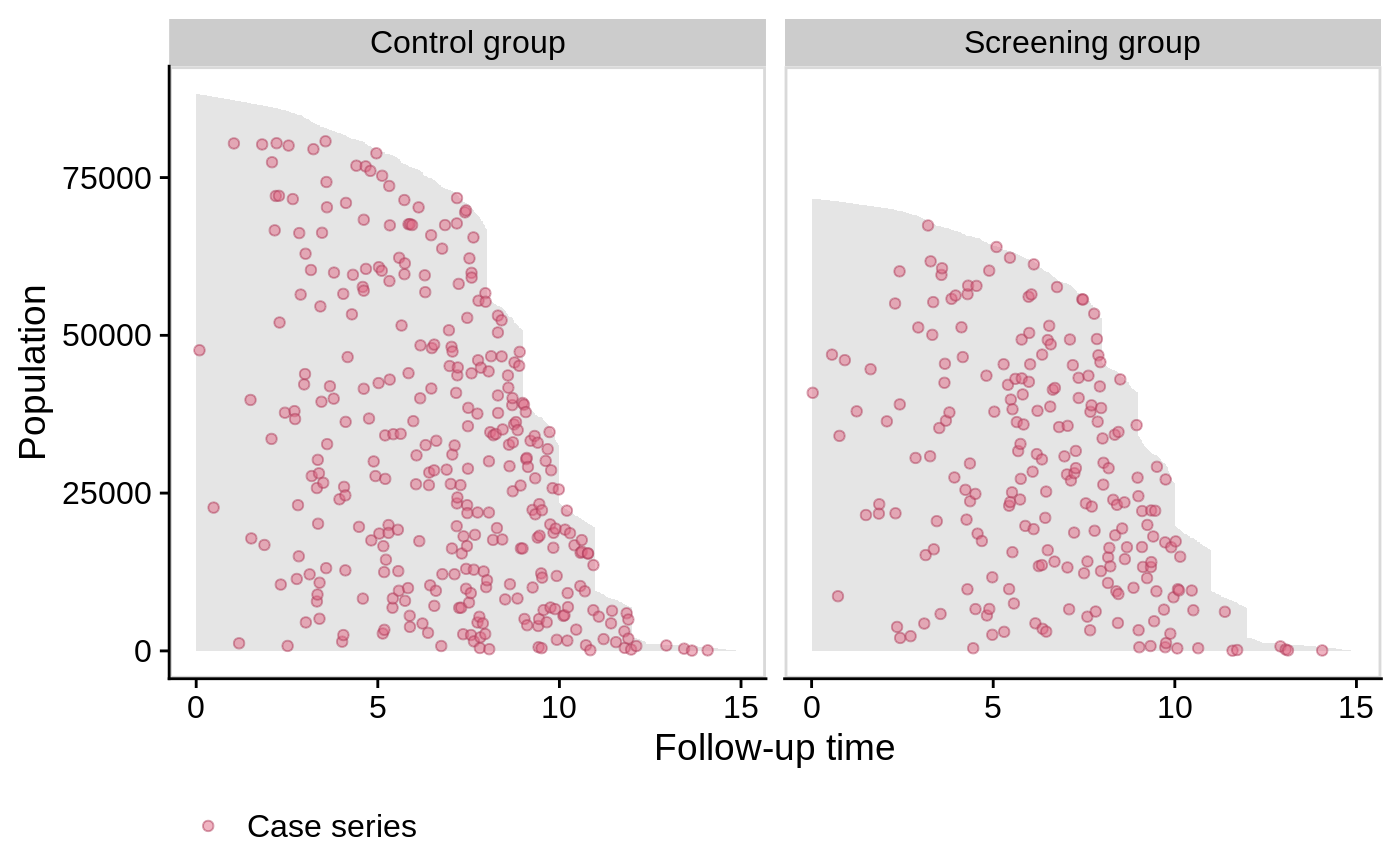 Control group
Screening group
Population
75000
50000
25000
0
0 5 10 15
0 5 10 15
Follow-up time
Case series